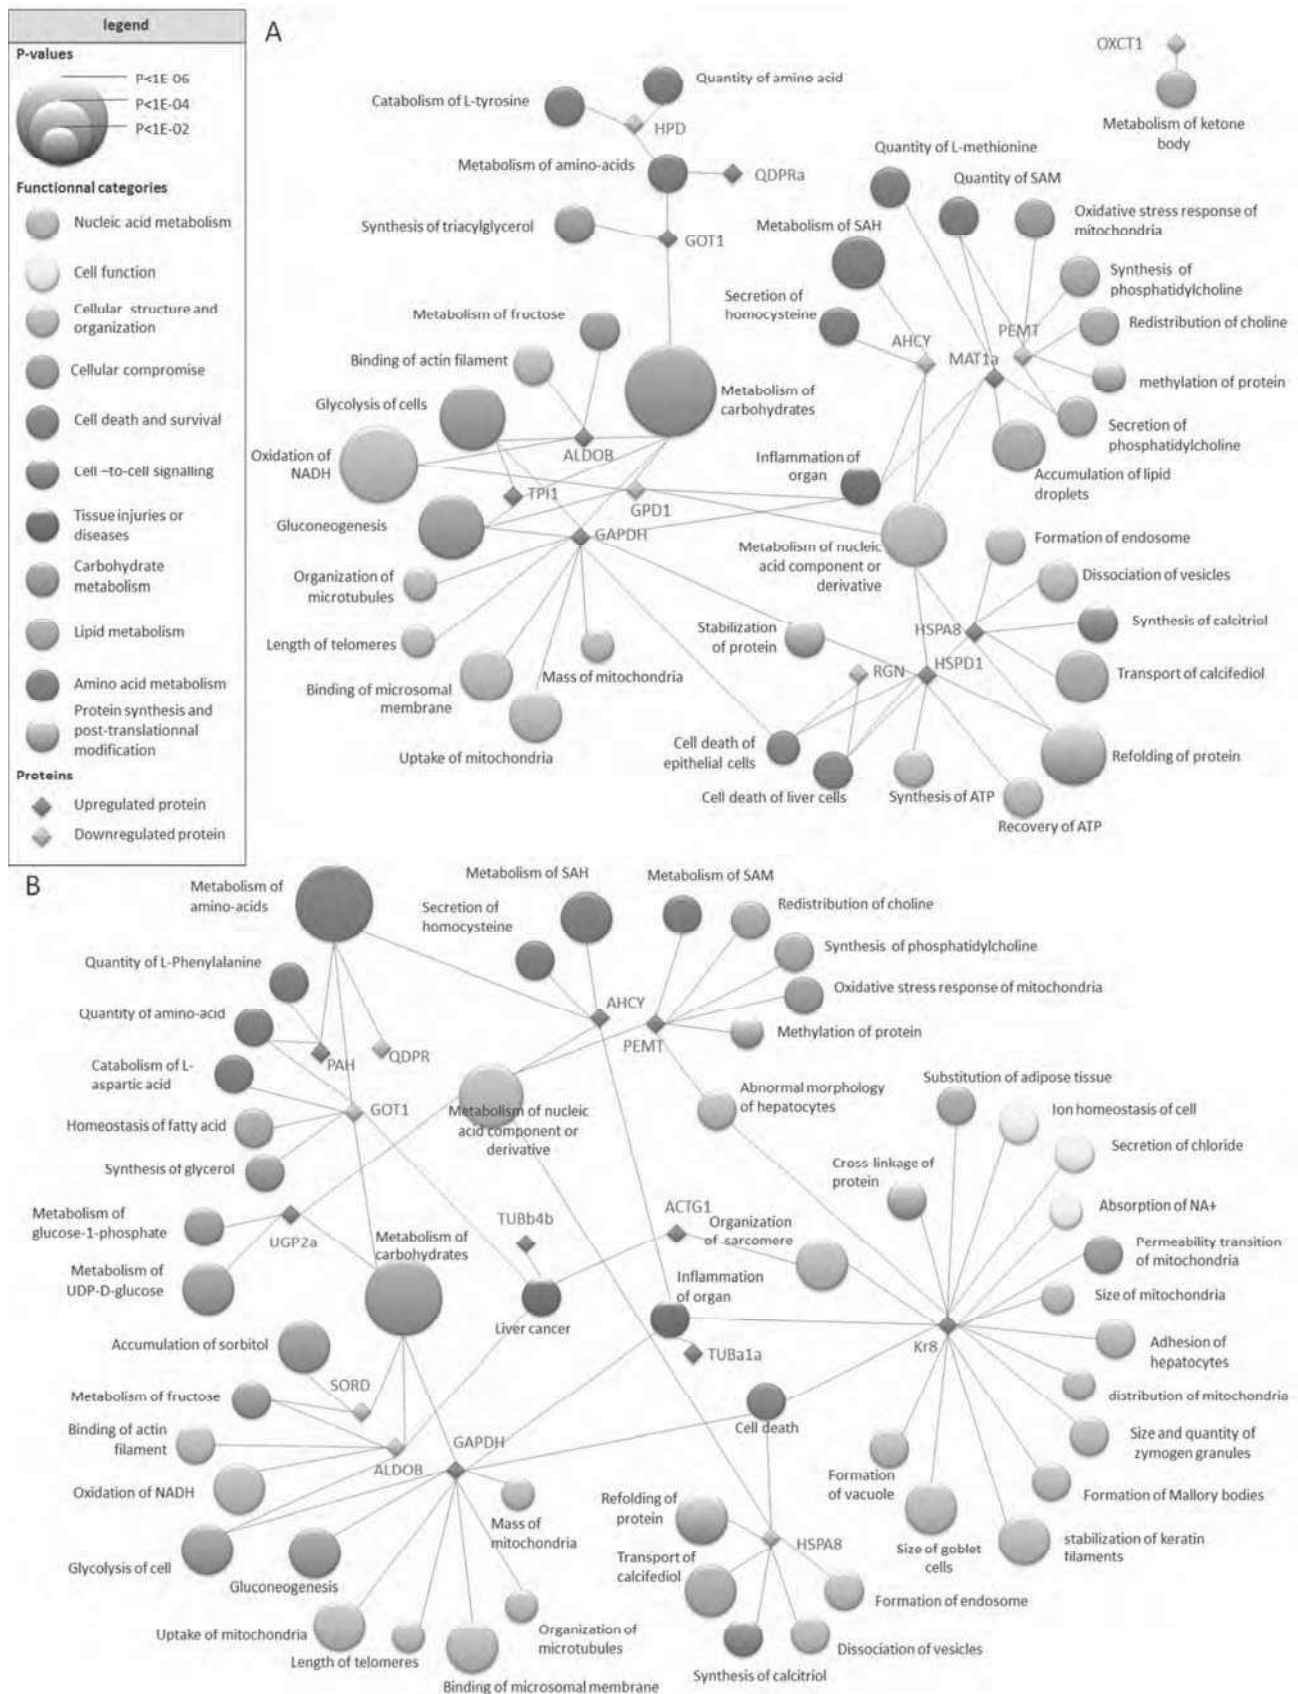 legend
P-values
P<1E-06
P<1E-04
P<1E-02
Functionnal categories
Nucleic acid metabolism
Cell function
Cellular structure and
organization
Cellular compromise
Cell death and survival
Cell –to-cell signalling
Tissue injuries or
diseases
Carbohydrate
metabolism
Lipid metabolism
Amino acid metabolism
Protein synthesis and
post-translationnal
modification
Proteins
Upregulated protein
Downregulated protein
A
OXCT1
Metabolism of ketone
body
Quantity of amino acid
Catabolism of L-tyrosine
HPD
Metabolism of amino-acids
QDPRa
Synthesis of triacylglycerol
GOT1
Quantity of L-methionine
Quantity of SAM
Metabolism of SAH
Oxidative stress response of
mitochondria
Secretion of
homocysteine
Synthesis of
phosphatidylcholine
AHCY
PEMT
MAT1a
Redistribution of choline
methylation of protein
Secretion of
phosphatidylcholine
Accumulation of lipid
droplets
Metabolism of fructose
Binding of actin filament
Glycolysis of cells
Metabolism of
carbohydrates
Oxidation of
NADH
ALDOB
TPI1
GPD1
Inflammation of
organ
Gluconeogenesis
GAPDH
Metabolism of nucleic
acid component or
derivative
Formation of endosome
Organization of
microtubules
Dissociation of vesicles
Length of telomeres
Stabilization
of protein
HSPA8
Synthesis of calcitriol
RGN
HSPD1
Mass of mitochondria
Transport of calcifediol
Binding of microsomal
membrane
Uptake of mitochondria
Cell death of
epithelial cells
Refolding of protein
Cell death of liver cells
Synthesis of ATP
Recovery of ATP
B
Metabolism of
amino-acids
Metabolism of SAH
Metabolism of SAM
Secretion of
homocysteine
Redistribution of choline
Synthesis of phosphatidylcholine
Quantity of L-Phenylalanine
Oxidative stress response of mitochondria
Quantity of amino-acid
AHCY
PEMT
Methylation of protein
PAH
QDPR
Catabolism of L-
aspartic acid
GOT1
Abnormal morphology
of hepatocytes
Metabolism of nucleic
acid component or
derivative
Homeostasis of fatty acid
Synthesis of glycerol
Substitution of adipose tissue
Ion homeostasis of cell
Secretion of chloride
Cross-linkage of
protein
Absorption of NA+
Metabolism of
glucose-1-phosphate
UGP2a
TUBb4b
ACTG1
Organization
of sarcomere
Metabolism of
carbohydrates
Permeability transition
of mitochondria
Metabolism of
UDP-D-glucose
Inflammation
of organ
Size of mitochondria
Liver cancer
Accumulation of sorbitol
TUBa1a
Kr8
Adhesion of
hepatocytes
SORD
Metabolism of fructose
distribution of mitochondria
Binding of actin
filament
Cell death
Size and quantity of
zymogen granules
GAPDH
ALDOB
Formation
of vacuole
Oxidation of NADH
Formation of Mallory bodies
Mass of
mitochondria
Refolding of
protein
HSPA8
Size of goblet
cells
stabilization of keratin
filaments
Glycolysis of cell
Transport of
calcifediol
Gluconeogenesis
Formation of endosome
Uptake of mitochondria
Organization of
microtubules
Dissociation of vesicles
Length of telomeres
Synthesis of calcitriol
Binding of microsomal membrane